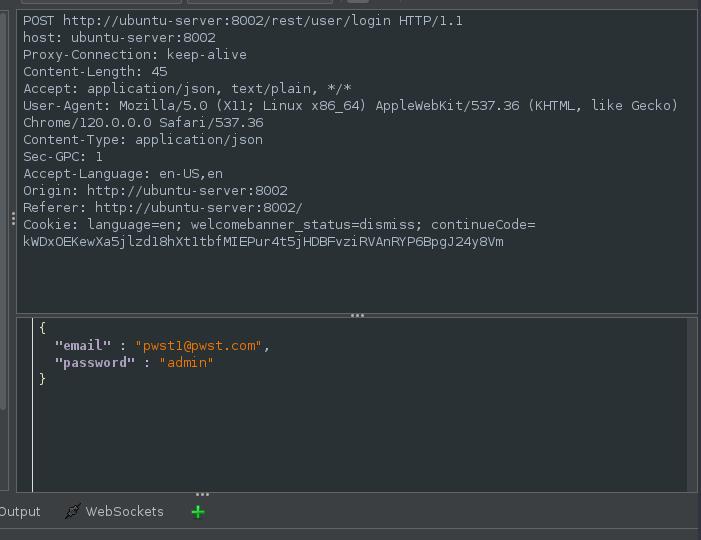 POST http://ubuntu-server:8002/rest/user/login HTTP/1.1
host: ubuntu-server:8002
Proxy-Connection: keep-alive
Content-Length: 45
Accept: application/json, text/plain, */*
User-Agent: Mozilla/5.0 (X11; Linux x86_64) AppleWebKit/537.36 (KHTML, like Gecko)
Chrome/120.0.0.0 Safari/537.36
Content-Type: application/json
Sec-GPC: 1
Accept-Language: en-US,en
Origin: http://ubuntu-server:8002
Referer: http://ubuntu-server:8002/
Cookie: language=en; welcomebanner_status=dismiss; continueCode=
kWDxOEKewXa5jlzd18hXt1tbfMIEPur4t5jHDBFvziRVAnRYP6BpgJ24y8Vm
{
"email" : "pwst1@pwst.com",
"password" : "admin"
}
Output WebSockets